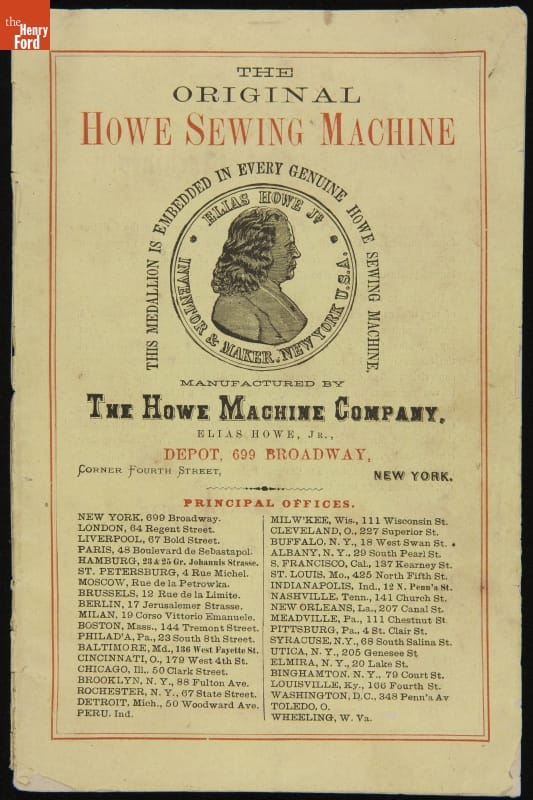 the
Henry
Ford
THE
ORIGINAL
HOWE SEWING MACHINE
THIS MEDALLION IS EMBEDDED IN EVERY GENUINE HOWE SEWING MACHINE.
ELIAS HOWE JR.
INVENTOR & MAKER. NEW YORK U.S.A.
MANUFACTURED BY
THE HOWE MACHINE COMPANY,
ELIAS HOWE, JR.,
DEPOT, 699 BROADWAY,
CORNER FOURTH STREET,
NEW YORK.
PRINCIPAL OFFICES.
NEW YORK, 699 Broadway.
LONDON, 64 Regent Street.
LIVERPOOL, 67 Bold Street.
PARIS, 48 Boulevard de Sebastapol.
HAMBURG, 23 & 25 Gr. Johannis Strasse.
ST. PETERSBURG, 4 Rue Michel.
MOSCOW, Rue de la Petrowka.
BRUSSELS, 12 Rue de la Limite.
BERLIN, 17 Jerusalemer Strasse.
MILAN, 19 Corso Vittorio Emanuele.
BOSTON, Mass., 144 Tremont Street.
PHILAD'A, Pa., 23 South 8th Street.
BALTIMORE, Md., 136 West Fayette St.
CINCINNATI, O., 179 West 4th St.
CHICAGO, Ill., 50 Clark Street.
BROOKLYN, N. Y., 88 Fulton Ave.
ROCHESTER, N. Y., 67 State Street.
DETROIT, Mich., 50 Woodward Ave.
PERU, Ind.
MILW'KEE, Wis., 111 Wisconsin St.
CLEVELAND, O., 227 Superior St.
BUFFALO, N. Y., 18 West Swan St.
ALBANY, N. Y., 29 South Pearl St.
S. FRANCISCO, Cal., 137 Kearney St.
ST. LOUIS, Mo., 425 North Fifth St.
INDIANAPOLIS, Ind., 12 N. Penn'a St.
NASHVILLE, Tenn., 141 Church St.
NEW ORLEANS, La., 207 Canal St.
MEADVILLE, Pa., 111 Chestnut St.
PITTSBURG, Pa., 4 St. Clair St.
SYRACUSE, N.Y., 68 South Salina St.
UTICA, N. Y., 205 Genesee St
ELMIRA, N. Y., 20 Lake St.
BINGHAMTON, N. Y., 79 Court St.
LOUISVILLE, Ky., 166 Fourth St.
WASHINGTON, D.C., 348 Penn'a Av
TOLEDO, O.
WHEELING, W. Va.